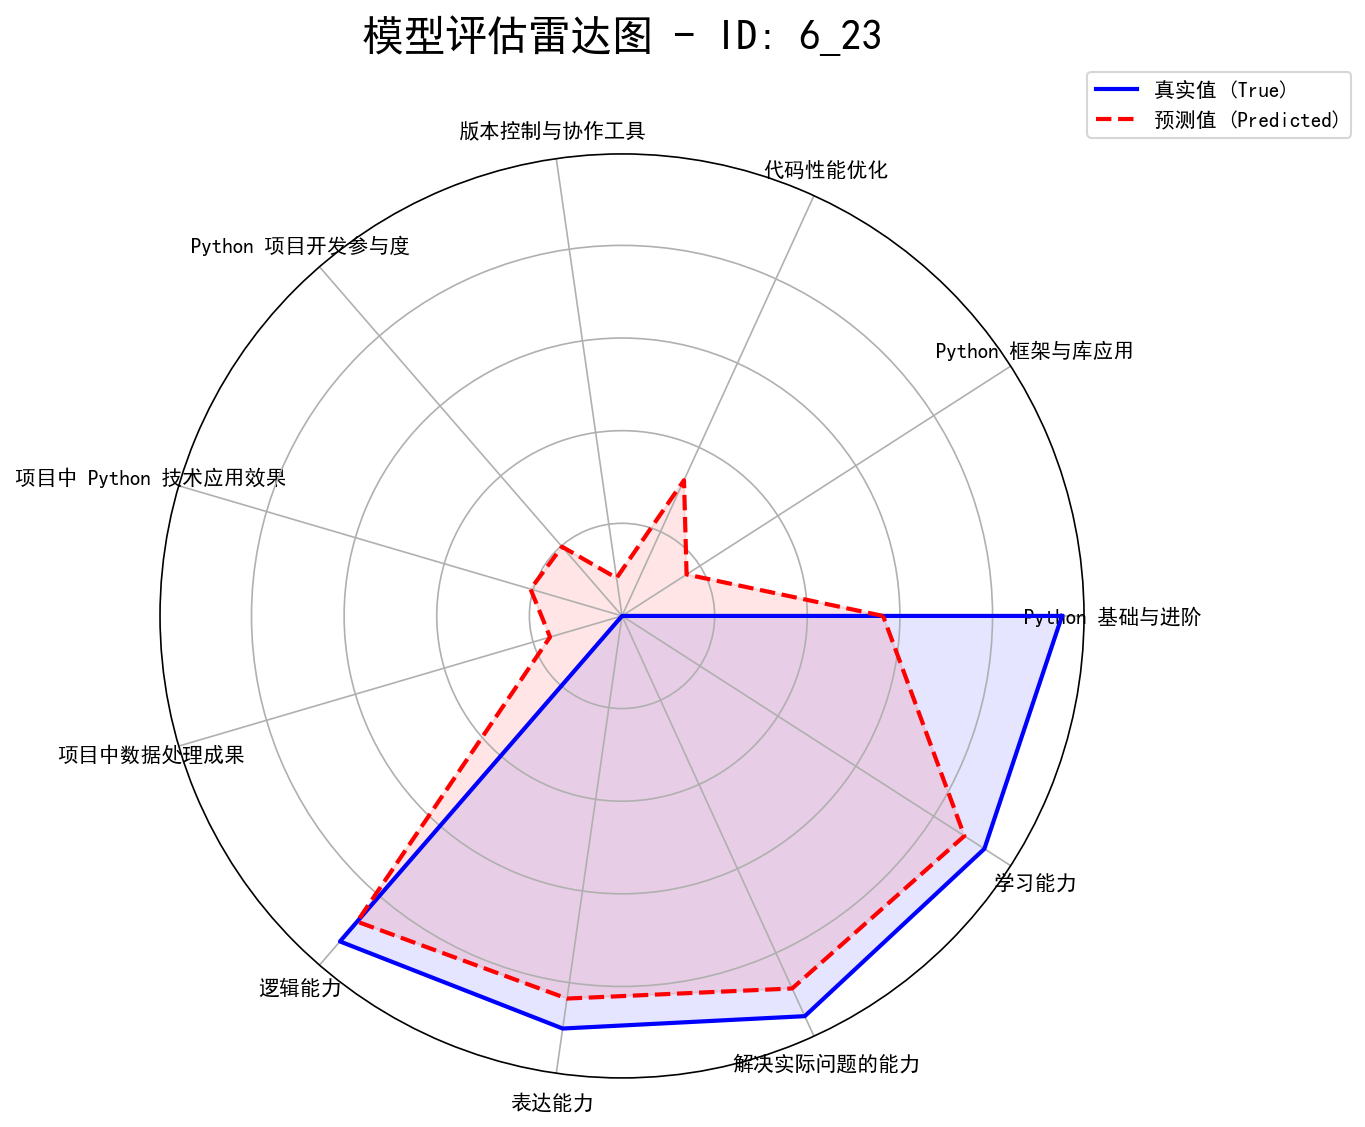 模型评估雷达图 - ID: 6_23
真实值 (True)
预测值 (Predicted)
版本控制与协作工具
代码性能优化
Python 项目开发参与度
Python 框架与库应用
项目中 Python 技术应用效果
Python 基础与进阶
项目中数据处理成果
学习能力
逻辑能力
解决实际问题的能力
表达能力